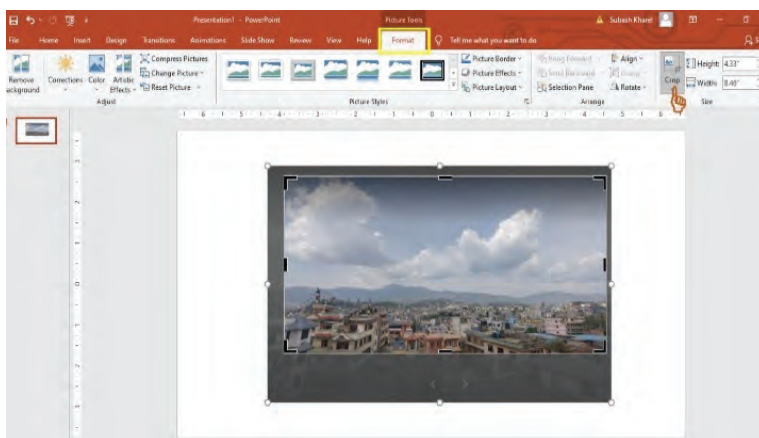 Presentation1 - PowerPoint
Picture Tools
Subash Kharel
File Home Insert Design Transitions Animations Slide Show Review View Help Format Tell me what you want to do
Remove
Background
Corrections
Color
Artistic
Effects
Compress Pictures
Change Picture
Reset Picture
Adjust
Picture Styles
Picture Border
Picture Effects
Picture Layout
Bring Forward
Send Backward
Selection Pane
Align
Group
Rotate
Arrange
Crop
Height: 4.33"
Width: 8.46"
Size